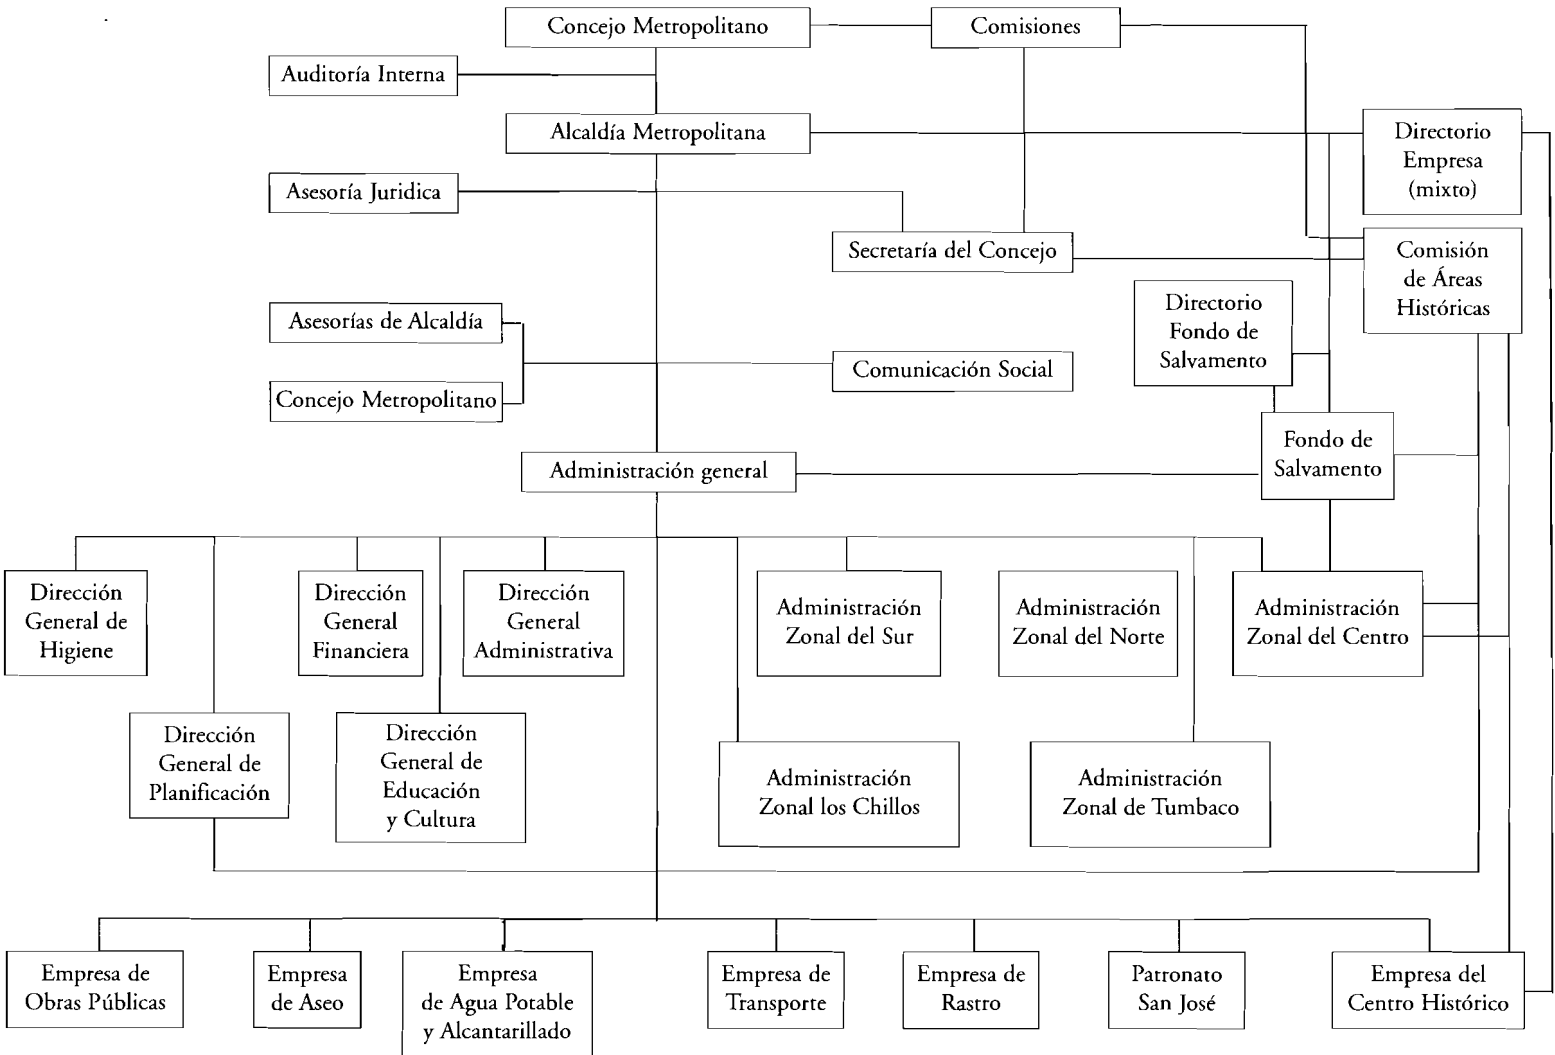 Concejo Metropolitano
Comisiones
Auditoría Interna
Alcaldía Metropolitana
Directorio
Empresa
(mixto)
Asesoría Juridica
Secretaría del Concejo
Comisión
de Áreas
Históricas
Directorio
Fondo de
Salvamento
Asesorías de Alcaldía
Comunicación Social
Concejo Metropolitano
Fondo de
Salvamento
Administración general
Dirección
General de
Higiene
Dirección
General
Financiera
Dirección
General
Administrativa
Administración
Zonal del Sur
Administración
Zonal del Norte
Administración
Zonal del Centro
Dirección
General de
Planificación
Dirección
General de
Educación
y Cultura
Administración
Zonal los Chillos
Administración
Zonal de Tumbaco
Empresa de
Obras Públicas
Empresa
de Aseo
Empresa
de Agua Potable
y Alcantarillado
Empresa de
Transporte
Empresa de
Rastro
Patronato
San José
Empresa del
Centro Histórico